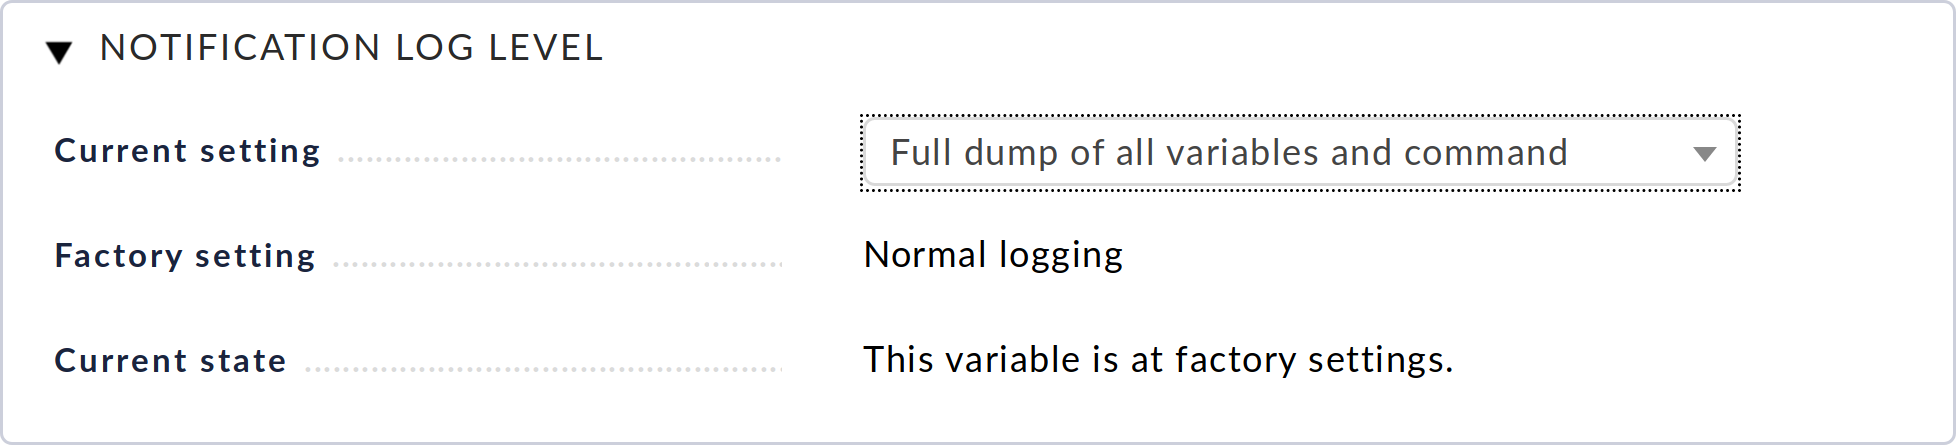 NOTIFICATION LOG LEVEL
Current setting
Full dump of all variables and command
Factory setting
Normal logging
Current state
This variable is at factory settings.